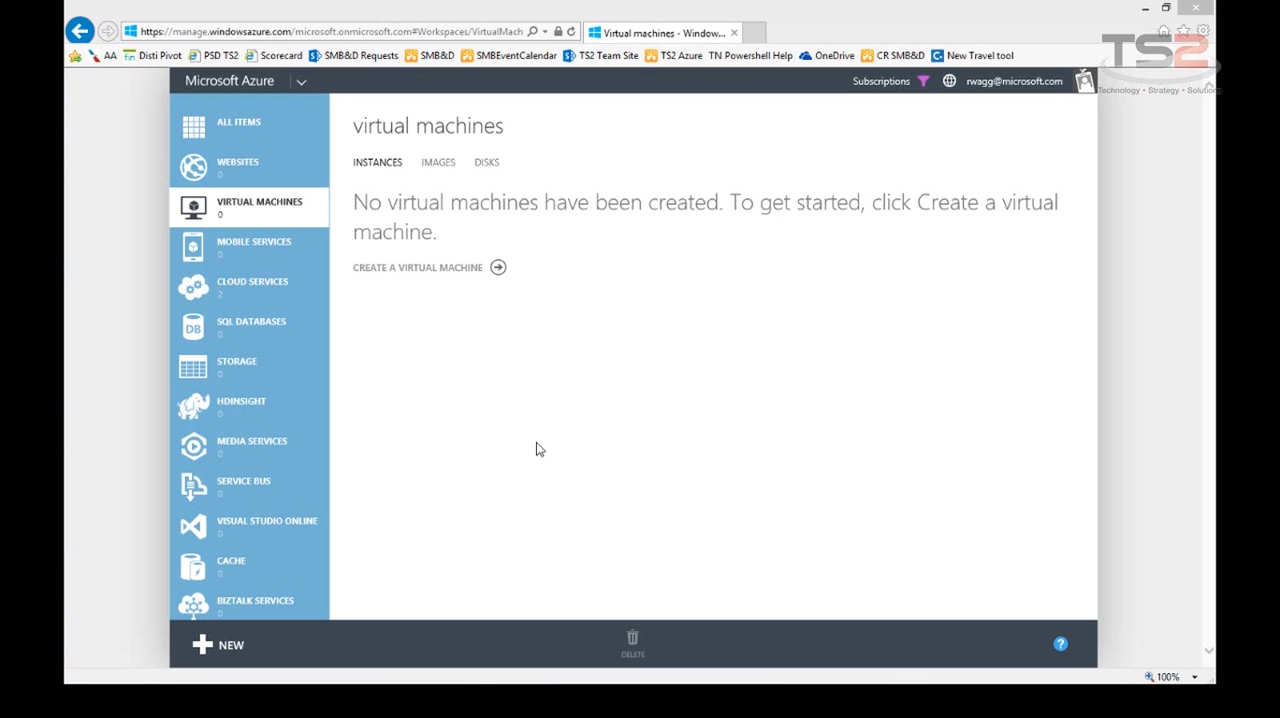 https://manage.windowsazure.com/microsoft.onmicrosoft.com#Workspaces/VirtualMach
Virtual machines - Window...
AA Disti Pivot PSD TS2 Scorecard SMB&D Requests SMB&D SMBEventCalendar TS2 Team Site TS2 Azure TN Powershell Help OneDrive CR SMB&D New Travel tool
TS2
Technology • Strategy • Solutions
Microsoft Azure
Subscriptions
rwagg@microsoft.com
ALL ITEMS
WEBSITES
0
VIRTUAL MACHINES
0
MOBILE SERVICES
0
CLOUD SERVICES
2
SQL DATABASES
0
DB
STORAGE
0
HDINSIGHT
0
MEDIA SERVICES
0
SERVICE BUS
0
VISUAL STUDIO ONLINE
0
CACHE
0
BIZTALK SERVICES
0
virtual machines
INSTANCES IMAGES DISKS
No virtual machines have been created. To get started, click Create a virtual
machine.
CREATE A VIRTUAL MACHINE
NEW
DELETE
?
100%